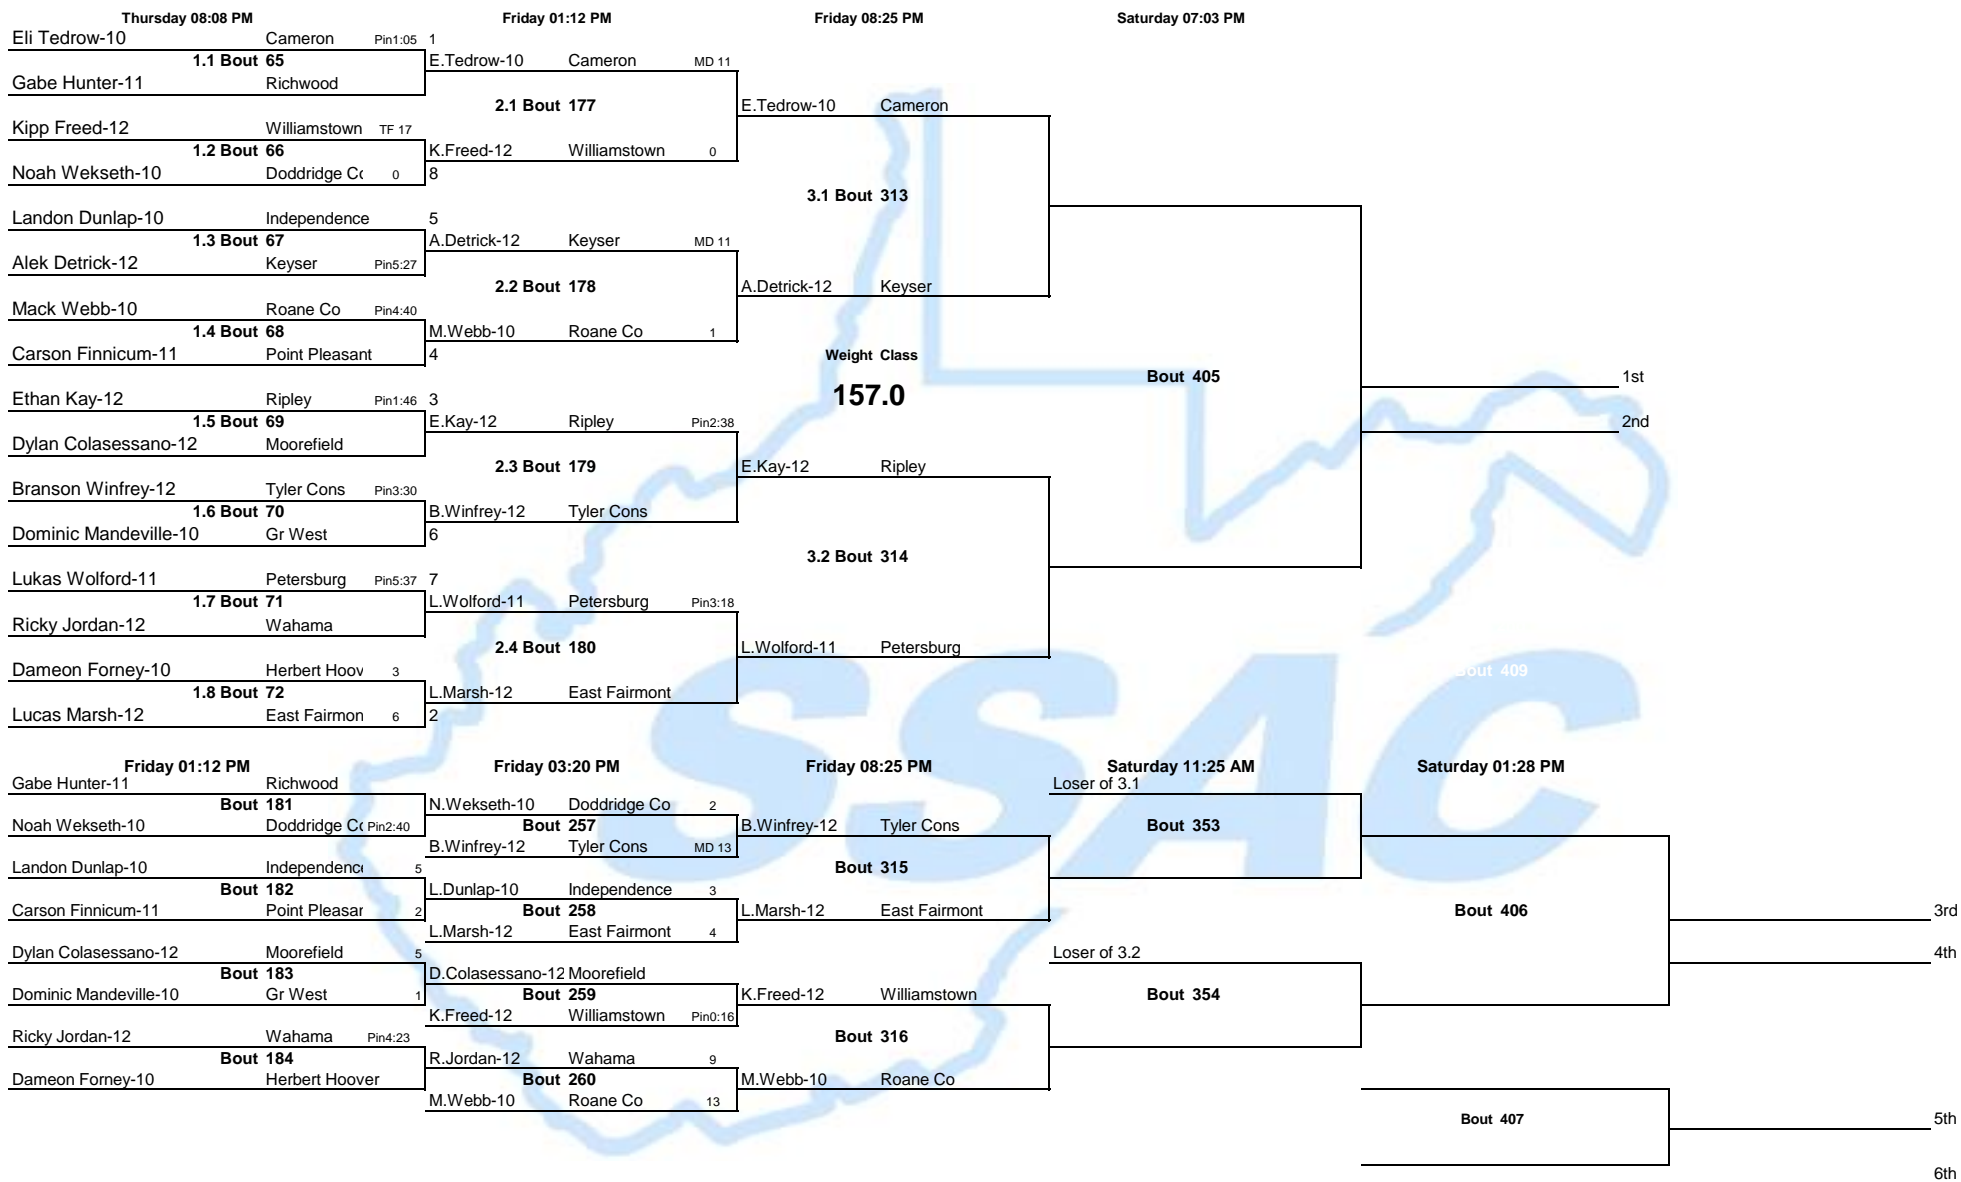 Thursday 08:08 PM Friday 01:12 PM Friday 08:25 PM Saturday 07:03 PM
Eli Tedrow-10 Cameron Pin1:05 1
1.1 Bout 65 E.Tedrow-10 Cameron MD 11
Gabe Hunter-11 Richwood
2.1 Bout 177 E.Tedrow-10 Cameron
Kipp Freed-12 Williamstown TF 17
1.2 Bout 66 K.Freed-12 Williamstown 0
Noah Wekseth-10 Doddridge Co 0 8
3.1 Bout 313
Landon Dunlap-10 Independence 5
1.3 Bout 67 A.Detrick-12 Keyser MD 11
Alek Detrick-12 Keyser Pin5:27
2.2 Bout 178 A.Detrick-12 Keyser
Mack Webb-10 Roane Co Pin4:40
1.4 Bout 68 M.Webb-10 Roane Co 1
Carson Finnicum-11 Point Pleasant 4 Weight Class
Bout 405 1st
Ethan Kay-12 Ripley Pin1:46 3 157.0
1.5 Bout 69 E.Kay-12 Ripley Pin2:38 2nd
Dylan Colasessano-12 Moorefield
2.3 Bout 179 E.Kay-12 Ripley
Branson Winfrey-12 Tyler Cons Pin3:30
1.6 Bout 70 B.Winfrey-12 Tyler Cons
Dominic Mandeville-10 Gr West 6
3.2 Bout 314
Lukas Wolford-11 Petersburg Pin5:37 7
1.7 Bout 71 L.Wolford-11 Petersburg Pin3:18
Ricky Jordan-12 Wahama
2.4 Bout 180 L.Wolford-11 Petersburg
Dameon Forney-10 Herbert Hoov 3 Bout 409
1.8 Bout 72 L.Marsh-12 East Fairmont
Lucas Marsh-12 East Fairmon 6 2
SSAC
Friday 01:12 PM Friday 03:20 PM Friday 08:25 PM Saturday 11:25 AM Saturday 01:28 PM
Gabe Hunter-11 Richwood Loser of 3.1
Bout 181 N.Wekseth-10 Doddridge Co 2
Noah Wekseth-10 Doddridge Co Pin2:40 Bout 257 B.Winfrey-12 Tyler Cons Bout 353
B.Winfrey-12 Tyler Cons MD 13
Landon Dunlap-10 Independence 5 Bout 315
Bout 182 L.Dunlap-10 Independence 3
Carson Finnicum-11 Point Pleasan 2 Bout 258 L.Marsh-12 East Fairmont Bout 406 3rd
L.Marsh-12 East Fairmont 4
Dylan Colasessano-12 Moorefield 5 Loser of 3.2 4th
Bout 183 D.Colasessano-12 Moorefield
Dominic Mandeville-10 Gr West 1 Bout 259 K.Freed-12 Williamstown Bout 354
K.Freed-12 Williamstown Pin0:16
Ricky Jordan-12 Wahama Pin4:23 Bout 316
Bout 184 R.Jordan-12 Wahama 9
Dameon Forney-10 Herbert Hoover Bout 260 M.Webb-10 Roane Co
M.Webb-10 Roane Co 13
Bout 407 5th
6th